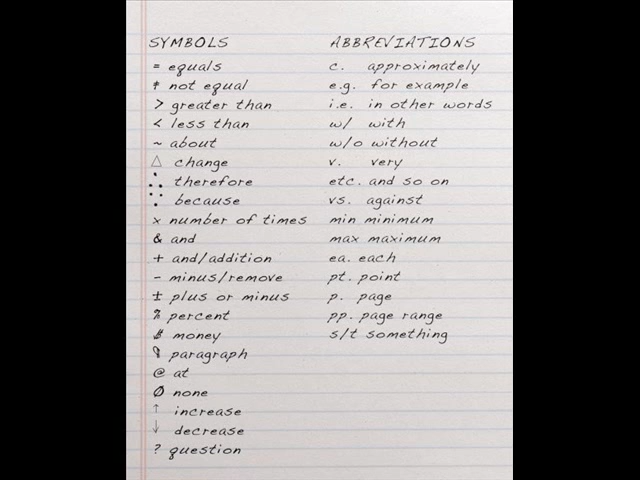 SYMBOLS ABBREVIATIONS
= equals c. approximately
≠ not equal e.g. for example
> greater than i.e. in other words
< less than w/ with
~ about w/o without
△ change v. very
∴ therefore etc. and so on
∵ because vs. against
x number of times min minimum
& and max maximum
+ and/addition ea. each
- minus/remove pt. point
± plus or minus p. page
% percent pp. page range
$ money s/t something
¶ paragraph
@ at
Ø none
↑ increase
↓ decrease
? question